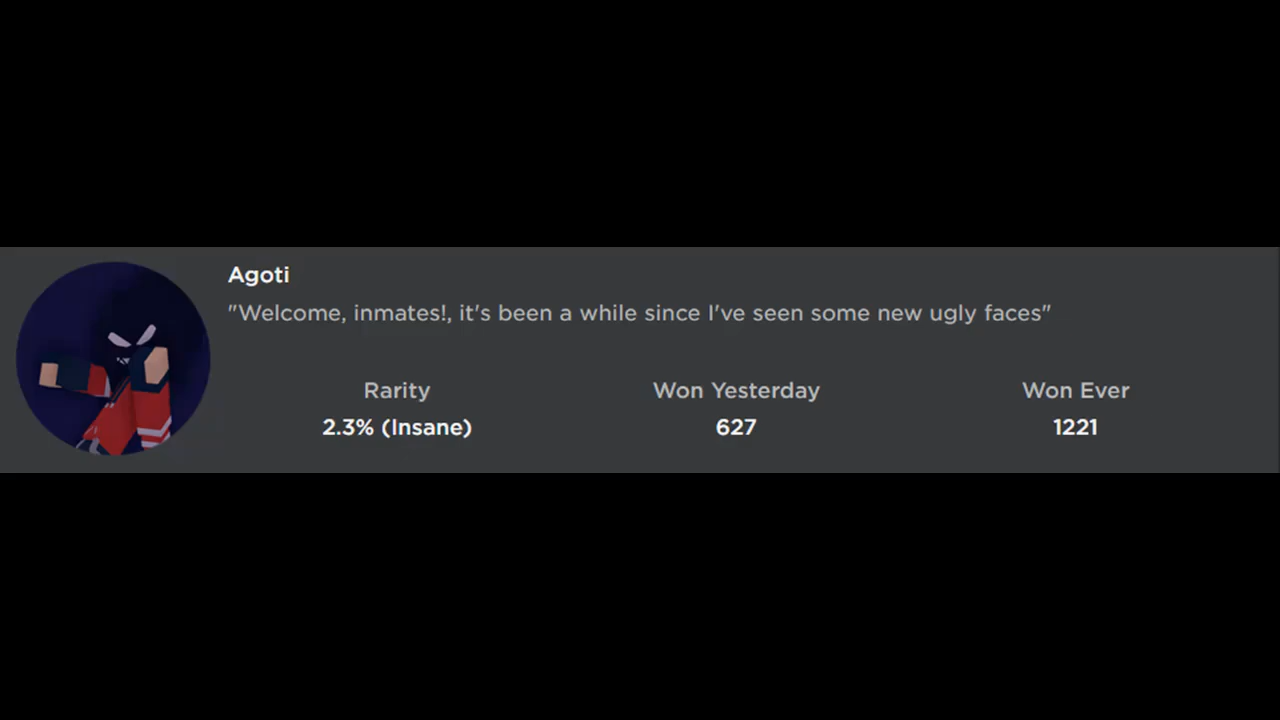 Agoti
"Welcome, inmates!, it's been a while since I've seen some new ugly faces"
Rarity Won Yesterday Won Ever
2.3% (Insane) 627 1221